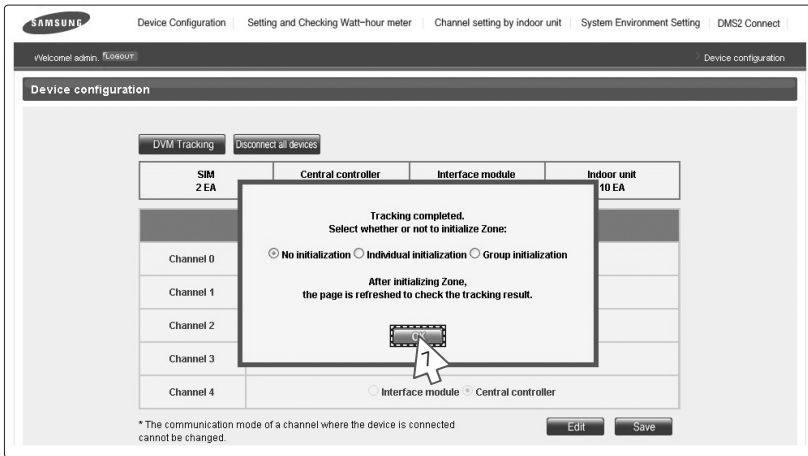 SAMSUNG
Device Configuration Setting and Checking Watt-hour meter Channel setting by indoor unit System Environment Setting DMS2 Connect
Welcome! admin. LOGOUT
> Device configuration
Device configuration
DVM Tracking Disconnect all devices
SIM Central controller Interface module Indoor unit
2 EA 10 EA
Tracking completed.
Select whether or not to initialize Zone:
No initialization Individual initialization Group initialization
After initializing Zone,
the page is refreshed to check the tracking result.
OK
7
Channel 0
Channel 1
Channel 2
Channel 3
Channel 4 Interface module Central controller
* The communication mode of a channel where the device is connected
cannot be changed.
Edit Save